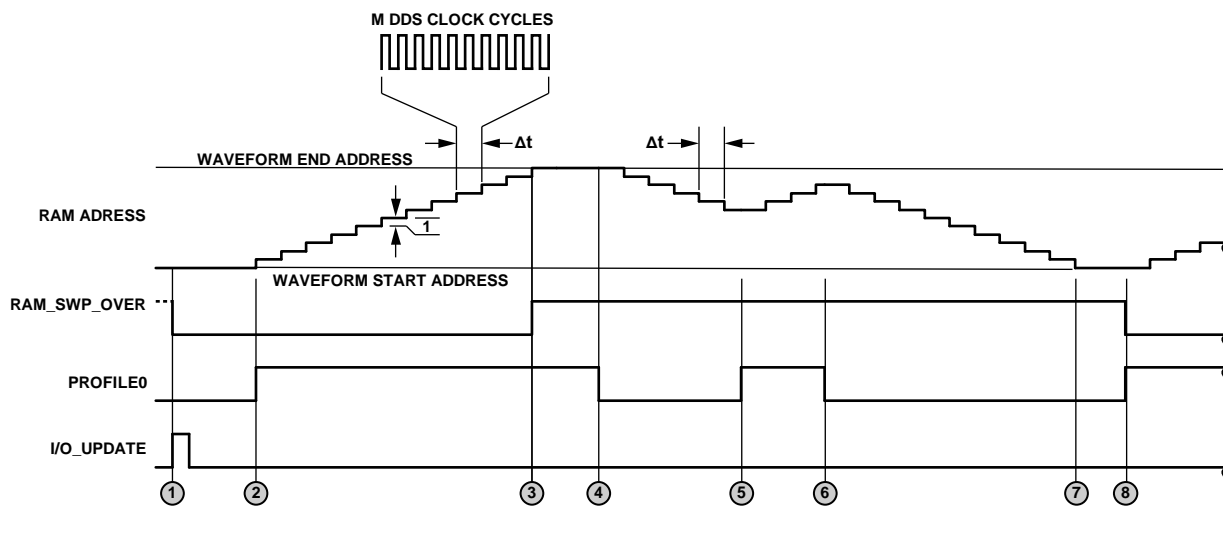 M DDS CLOCK CYCLES
Δt
Δt
WAVEFORM END ADDRESS
RAM ADRESS
1
WAVEFORM START ADDRESS
RAM_SWP_OVER
PROFILE0
I/O_UPDATE
1 2 3 4 5 6 7 8